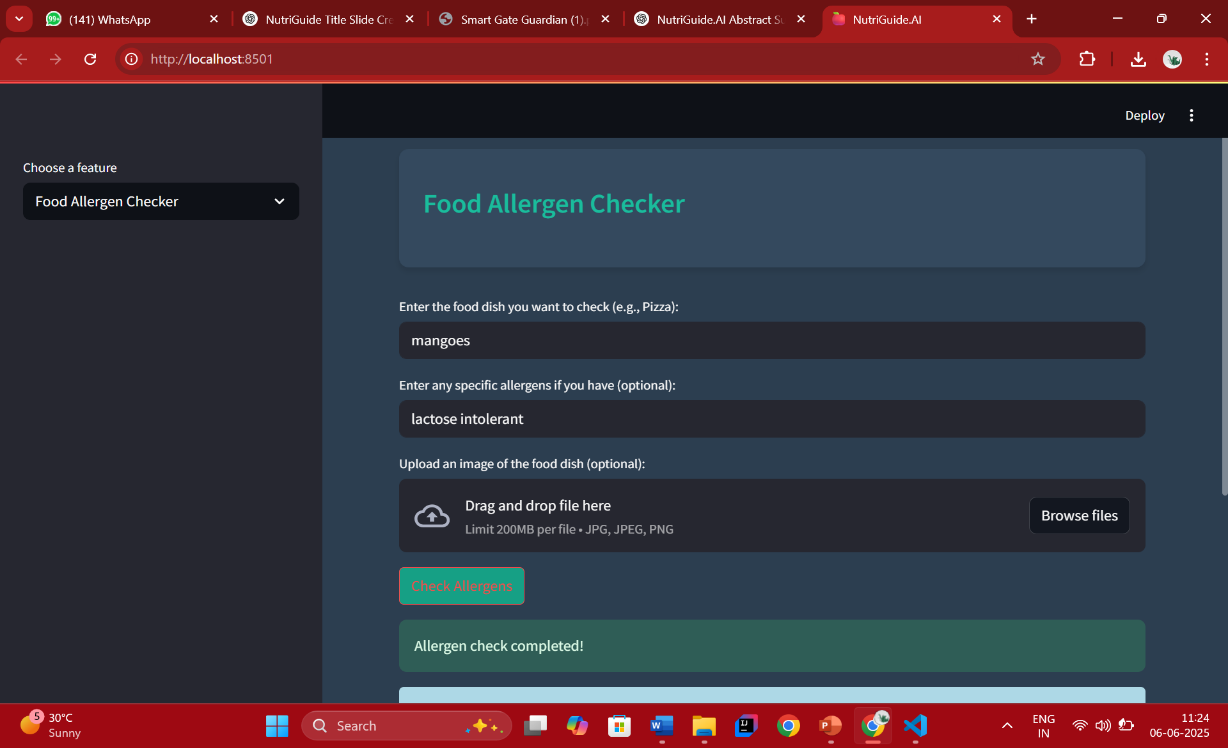 99+
(141) WhatsApp
NutriGuide Title Slide Cr
Smart Gate Guardian (1).
NutriGuide.AI Abstract S
NutriGuide.AI
http://localhost:8501
Deploy
Choose a feature
Food Allergen Checker
Food Allergen Checker
Enter the food dish you want to check (e.g., Pizza):
mangoes
Enter any specific allergens if you have (optional):
lactose intolerant
Upload an image of the food dish (optional):
Drag and drop file here
Limit 200MB per file • JPG, JPEG, PNG
Browse files
Check Allergens
Allergen check completed!
5
30°C
Sunny
Search
ENG
IN
11:24
06-06-2025